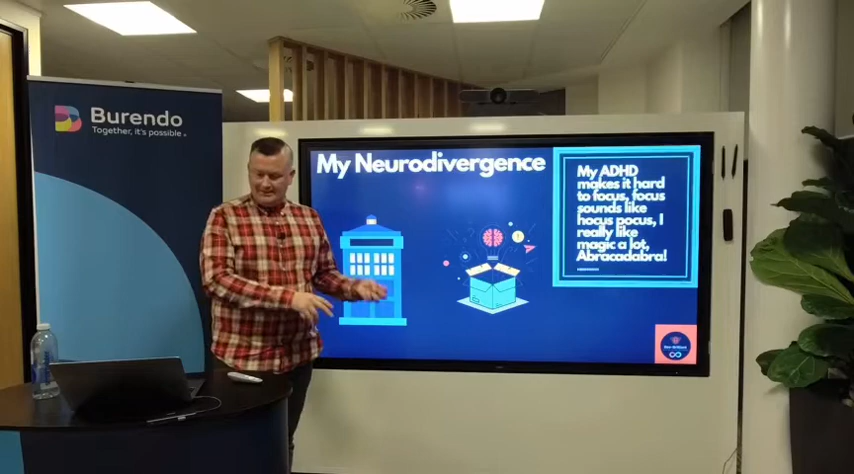 Burendo
Together, it's possible.
My Neurodivergence
My ADHD
makes it hard
to focus, focus
sounds like
hocus pocus, I
really like
magic a lot,
Abracadabra!